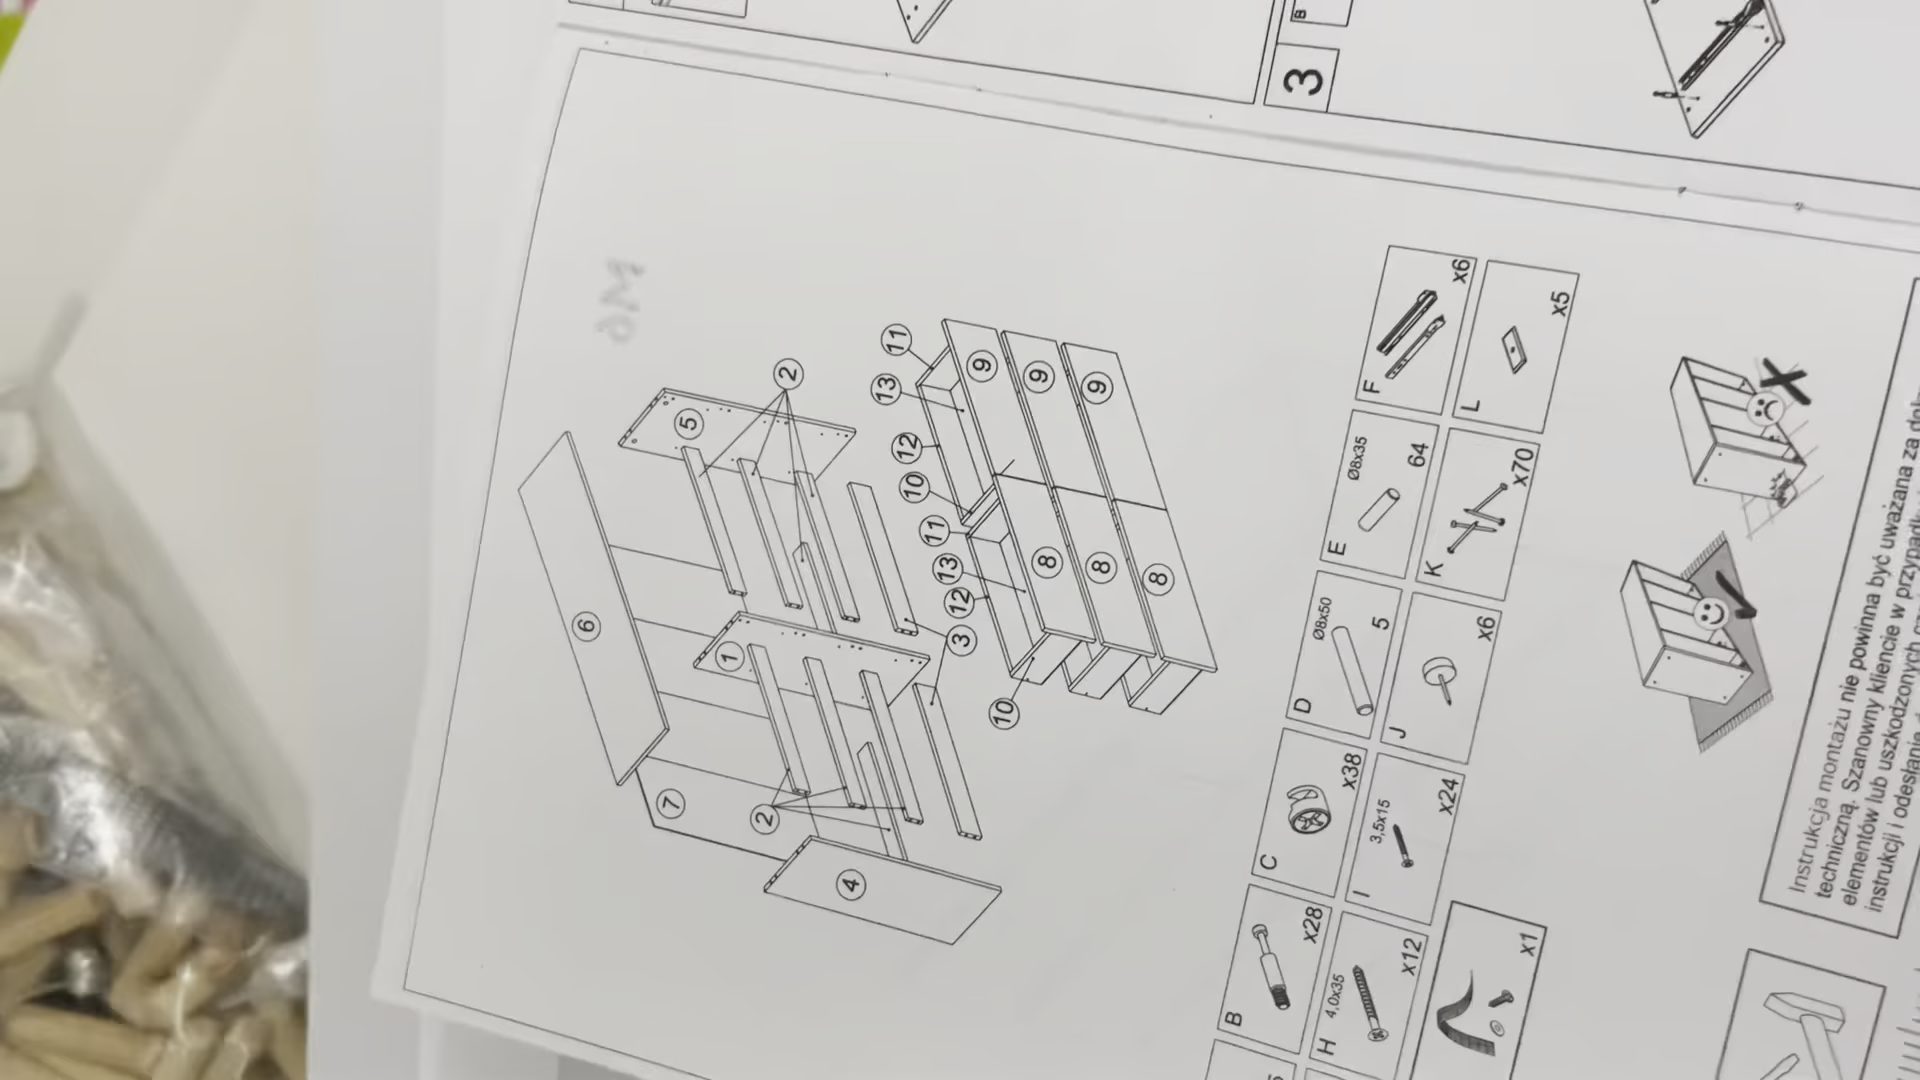 3
B
M6
6
5
2
1
7
2
4
3
11
13
12
10
11
13
12
10
9
9
9
8
8
8
B
x28
C
x38
D
Ø8x50
5
E
Ø8x35
64
F
x6
H
4,0x35
x12
I
3,5x15
x24
J
x6
K
x70
L
x5
x1
Instrukcja montażu nie powinna być uważana za
techniczną. Szanowny kliencie w przypadku
elementów lub uszkodzonych
instrukcji i odesłanie